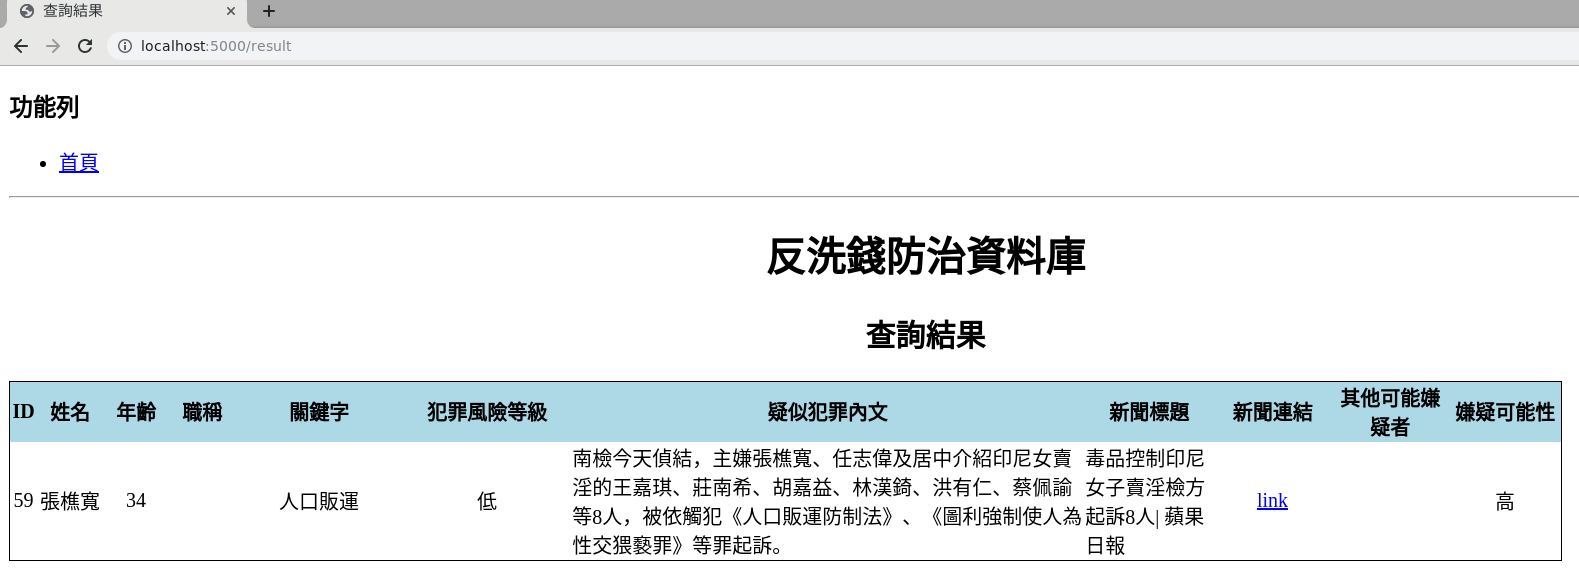 查詢結果
localhost:5000/result
功能列
首頁
反洗錢防治資料庫
查詢結果
ID 姓名 年齡 職稱 關鍵字 犯罪風險等級 疑似犯罪內文 新聞標題 新聞連結 其他可能嫌疑者 嫌疑可能性
59 張樵寬 34 人口販運 低
南檢今天偵結，主嫌張樵寬、任志偉及居中介紹印尼女賣
淫的王嘉琪、莊南希、胡嘉益、林漢錡、洪有仁、蔡佩諭
等8人，被依觸犯《人口販運防制法》、《圖利強制使人為
性交猥褻罪》等罪起訴。
毒品控制印尼
女子賣淫檢方
起訴8人| 蘋果
日報
link
高